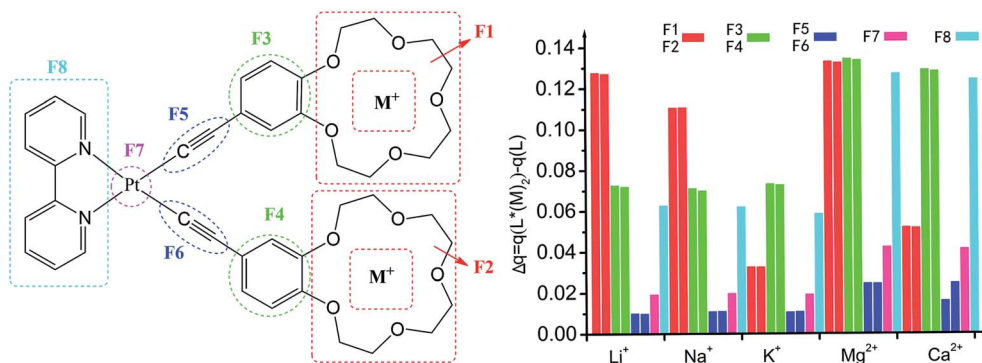 F8
F7
Pt
N
N
F5
F6
F3
F4
O
O
O
O
O
M+
F1
O
O
O
O
O
M+
F2
Δq=q(L*(M)₂)-q(L)
0.14
0.12
0.10
0.08
0.06
0.04
0.02
0.00
F1 F3 F5 F7 F8
F2 F4 F6
Li⁺ Na⁺ K⁺ Mg²⁺ Ca²⁺